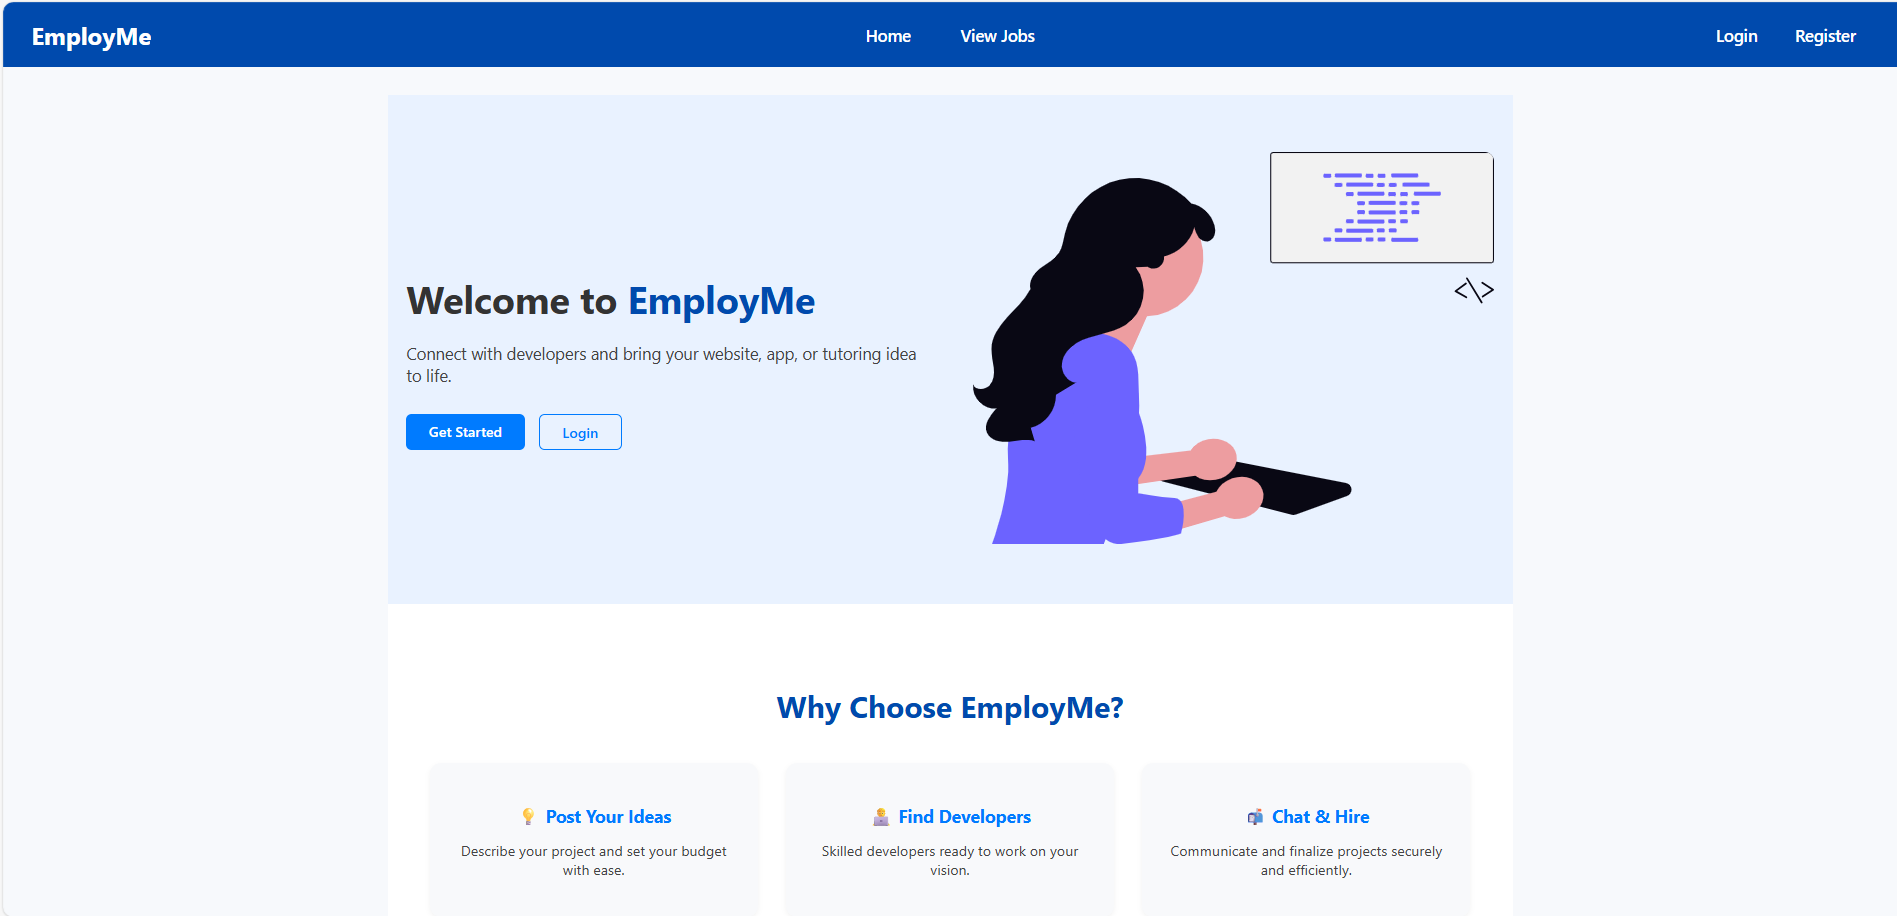 EmployMe
Home
View Jobs
Login
Register
Welcome to EmployMe
Connect with developers and bring your website, app, or tutoring idea
to life.
Get Started
Login
<\>
Why Choose EmployMe?
💡 Post Your Ideas
Describe your project and set your budget
with ease.
🧑‍💻 Find Developers
Skilled developers ready to work on your
vision.
📬 Chat & Hire
Communicate and finalize projects securely
and efficiently.